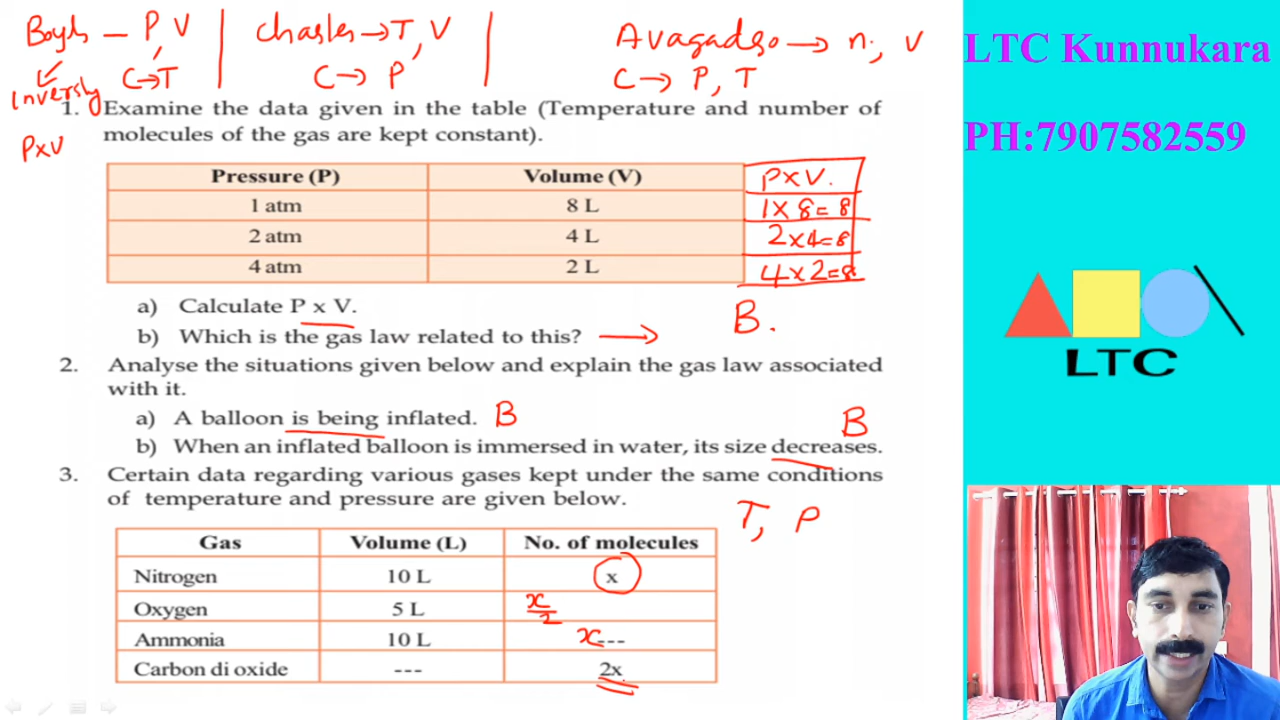 Boyls – P, V
C→T
Inversly
PxV
Charles → T, V
C → P
Avagadro → n, V
C → P, T
LTC Kunnukara
PH:7907582559
LTC
1. Examine the data given in the table (Temperature and number of
molecules of the gas are kept constant).
Pressure (P) Volume (V) PxV.
1 atm 8 L 1 x 8 = 8
2 atm 4 L 2 x 4 = 8
4 atm 2 L 4 x 2 = 8
a) Calculate P x V.
b) Which is the gas law related to this? → B.
2. Analyse the situations given below and explain the gas law associated
with it.
a) A balloon is being inflated. B
b) When an inflated balloon is immersed in water, its size decreases. B
3. Certain data regarding various gases kept under the same conditions
of temperature and pressure are given below.
T, P
Gas Volume (L) No. of molecules
Nitrogen 10 L x
Oxygen 5 L x/2
Ammonia 10 L x---
Carbon di oxide --- 2x